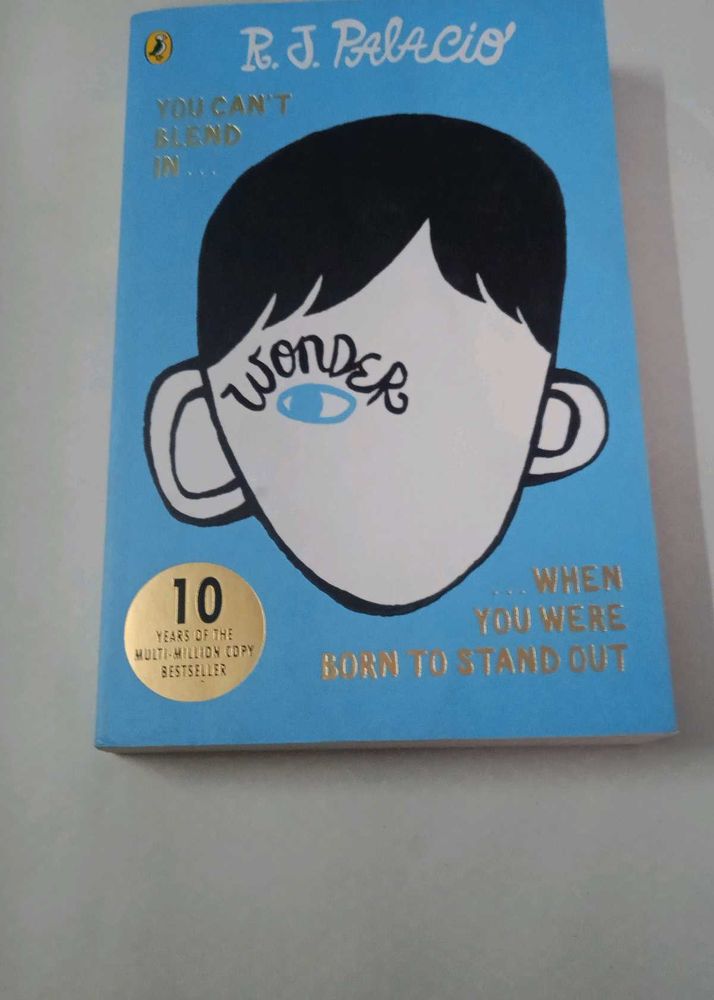 R. J. PALACIO
YOU CAN'T
BLEND
IN ...
WONDER
10
YEARS OF THE
MULTI-MILLION COPY
BESTSELLER
... WHEN
YOU WERE
BORN TO STAND OUT